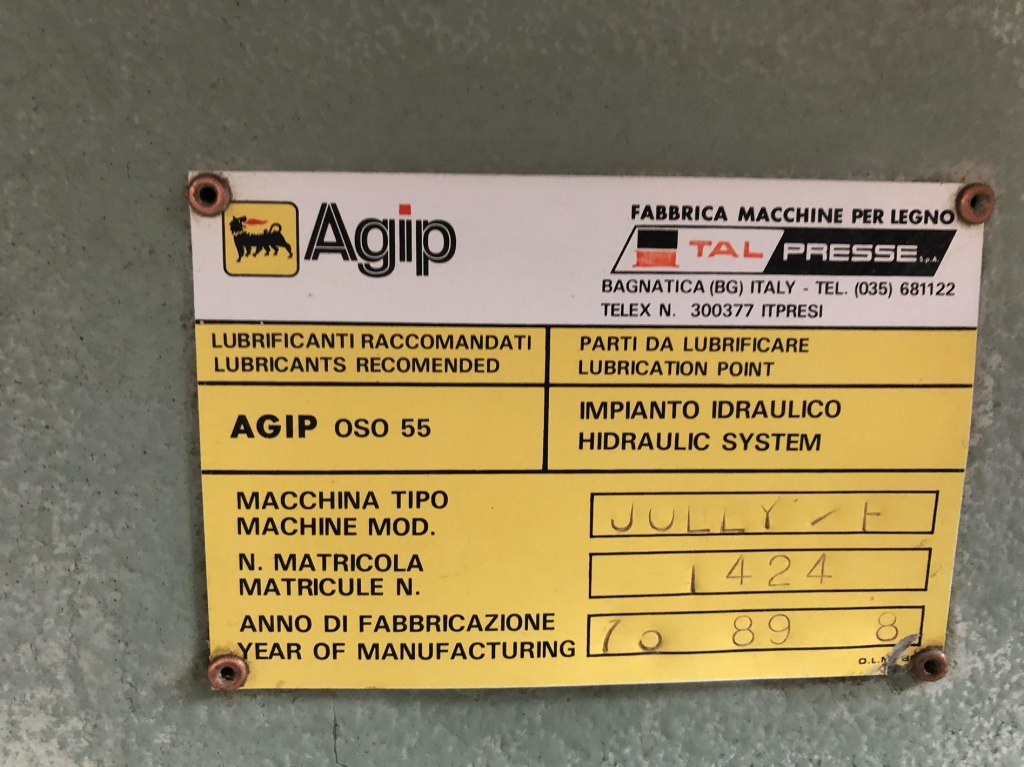 Agip
FABBRICA MACCHINE PER LEGNO
TAL PRESSE S.p.A.
BAGNATICA (BG) ITALY - TEL. (035) 681122
TELEX N. 300377 ITPRESI
LUBRIFICANTI RACCOMANDATI
LUBRICANTS RECOMENDED
PARTI DA LUBRIFICARE
LUBRICATION POINT
AGIP OSO 55
IMPIANTO IDRAULICO
HIDRAULIC SYSTEM
MACCHINA TIPO
MACHINE MOD.
JOLLY
N. MATRICOLA
MATRICULE N.
1424
ANNO DI FABBRICAZIONE
YEAR OF MANUFACTURING
89 8